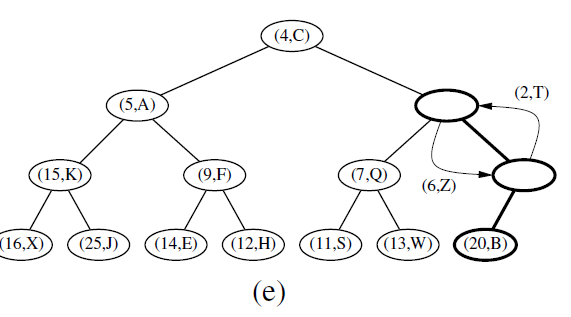 (4,C)
(5,A)
(2,T)
(15,K)
(9,F)
(7,Q)
(6,Z)
(16,X)
(25,J)
(14,E)
(12,H)
(11,S)
(13,W)
(20,B)
(e)